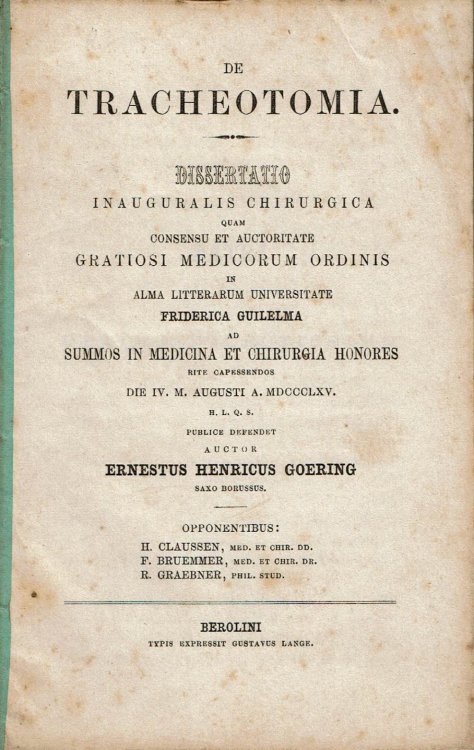 DE
TRACHEOTOMIA.
DISSERTATIO
INAUGURALIS CHIRURGICA
QUAM
CONSENSU ET AUCTORITATE
GRATIOSI MEDICORUM ORDINIS
IN
ALMA LITTERARUM UNIVERSITATE
FRIDERICA GUILELMA
AD
SUMMOS IN MEDICINA ET CHIRURGIA HONORES
RITE CAPESSENDOS
DIE IV. M. AUGUSTI A. MDCCCLXV.
H. L. Q. S.
PUBLICE DEFENDET
AUCTOR
ERNESTUS HENRICUS GOERING
SAXO BORUSSUS.
OPPONENTIBUS:
H. CLAUSSEN, MED. ET CHIR. DD.
F. BRUEMMER, MED. ET CHIR. DR.
R. GRAEBNER, PHIL. STUD.
BEROLINI
TYPIS EXPRESSIT GUSTAVUS LANGE.